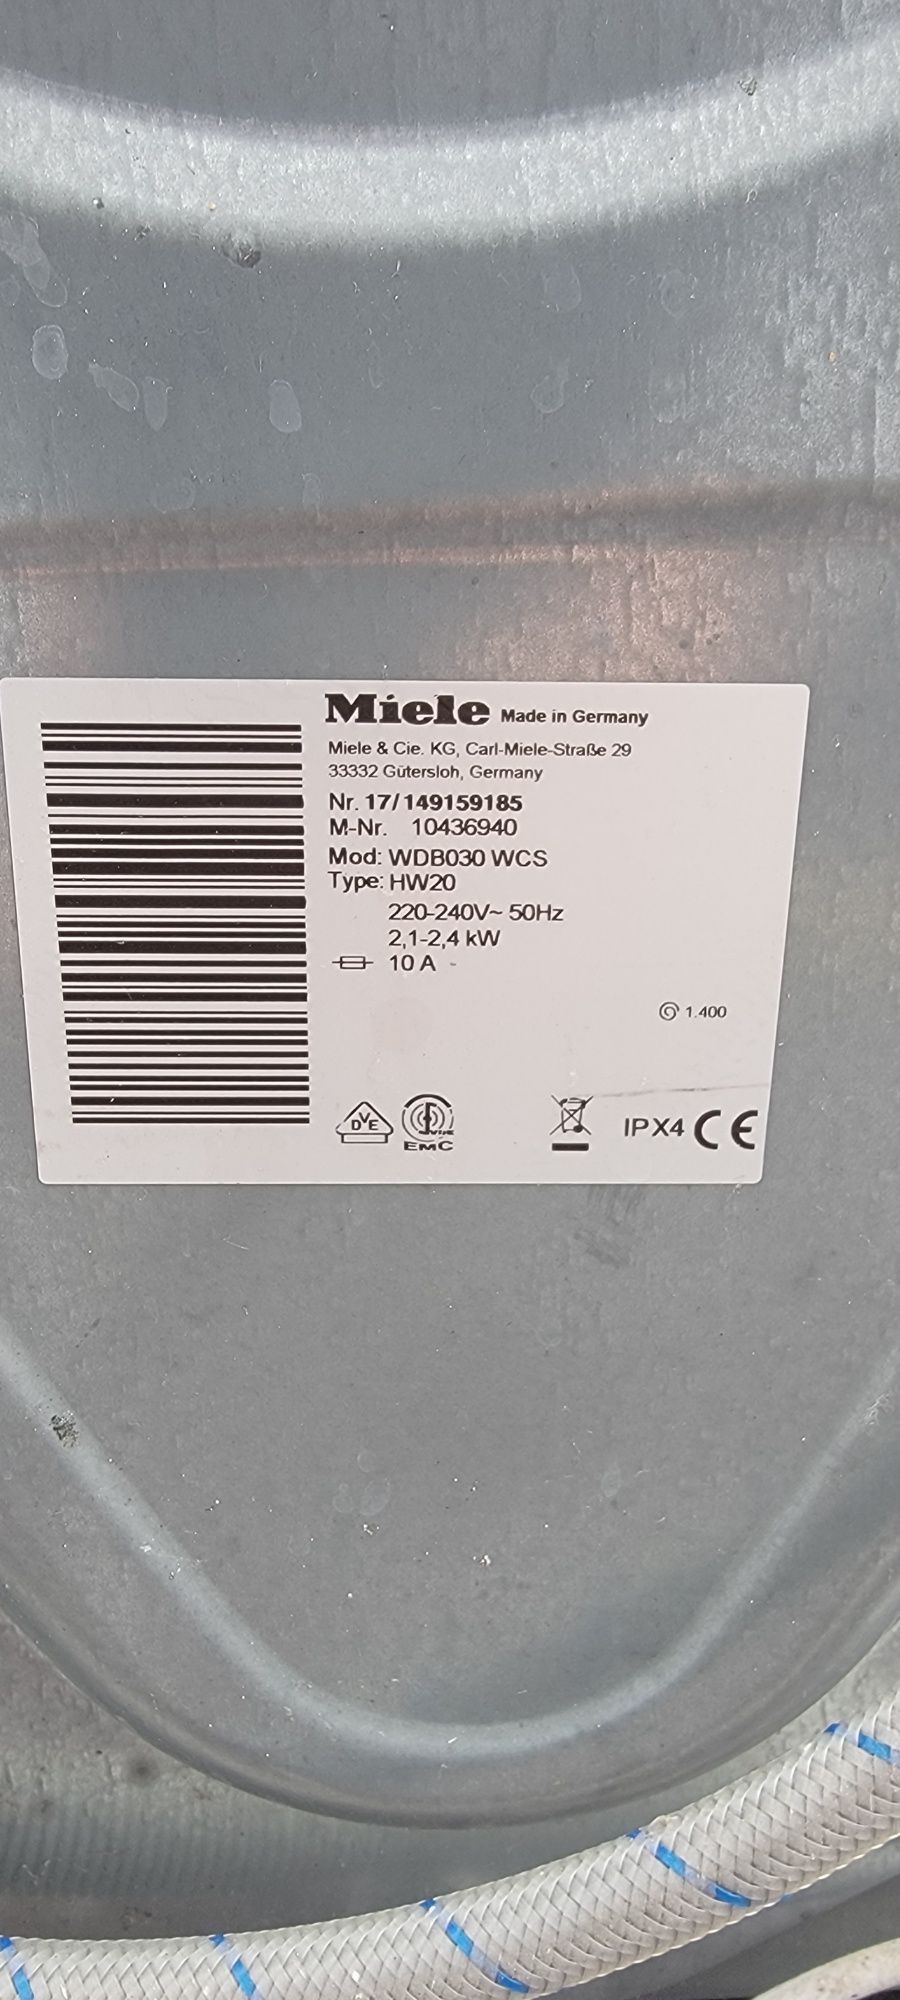 Miele Made in Germany
Miele & Cie. KG, Carl-Miele-Straße 29
33332 Gütersloh, Germany
Nr. 17/149159185
M-Nr. 10436940
Mod: WDB030 WCS
Type: HW20
220-240V~ 50Hz
2,1-2,4 kW
10 A
1.400
DVE
EMC
IPX4 CE